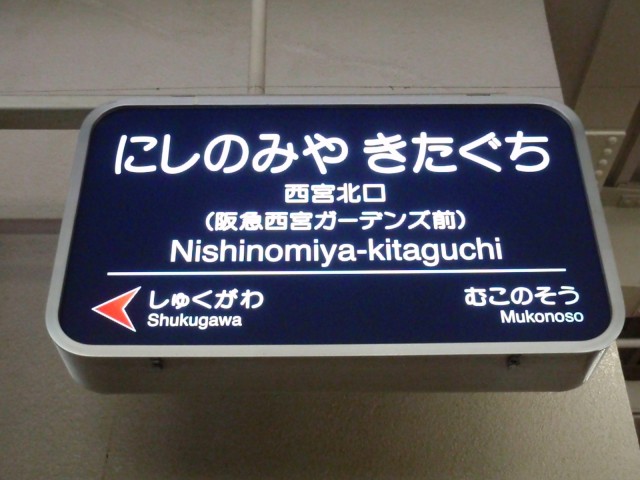 にしのみや きたぐち
西宮北口
（阪急西宮ガーデンズ前）
Nishinomiya-kitaguchi
しゅくがわ むこのそう
Shukugawa Mukonoso